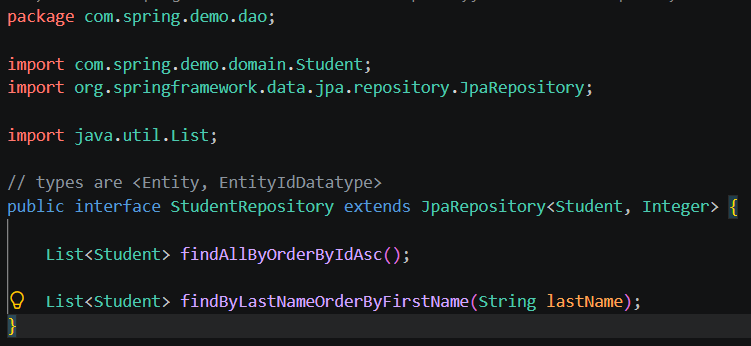 package com.spring.demo.dao;
import com.spring.demo.domain.Student;
import org.springframework.data.jpa.repository.JpaRepository;
import java.util.List;
// types are <Entity, EntityIdDatatype>
public interface StudentRepository extends JpaRepository<Student, Integer> {
List<Student> findAllByOrderByIdAsc();
List<Student> findByLastNameOrderByFirstName(String lastName);
}